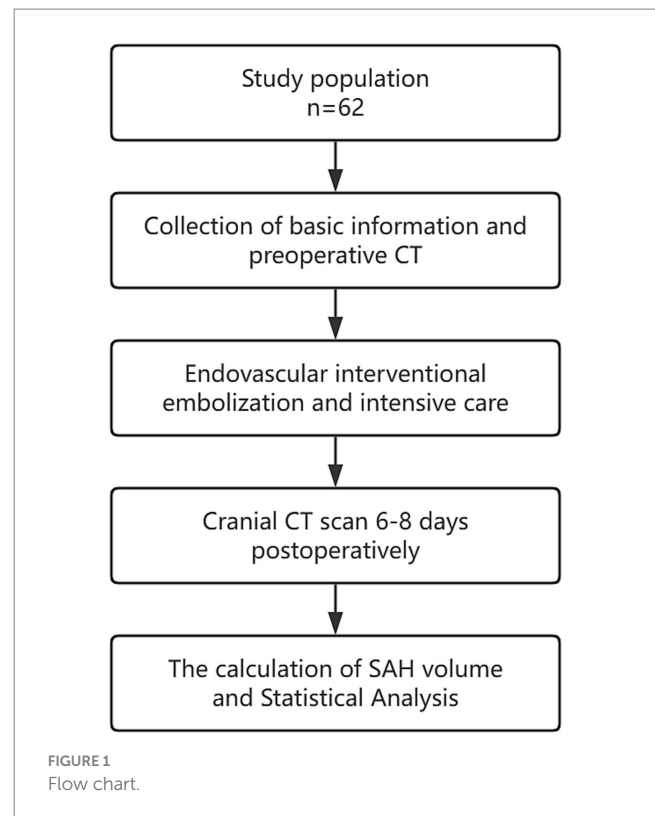 Study population
n=62
Collection of basic information and
preoperative CT
Endovascular interventional
embolization and intensive care
Cranial CT scan 6-8 days
postoperatively
The calculation of SAH volume
and Statistical Analysis
FIGURE 1
Flow chart.